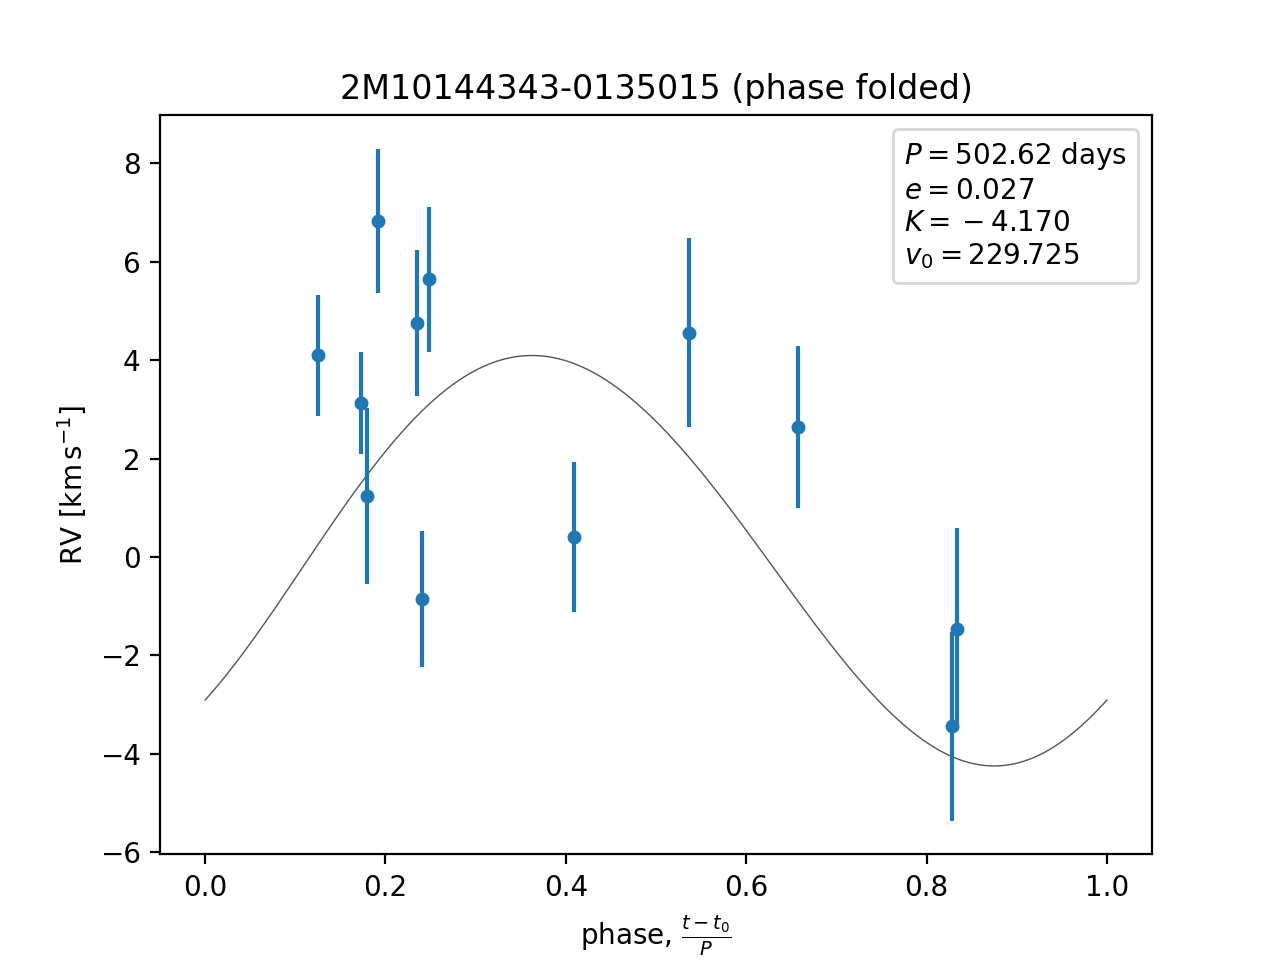 2M10144343-0135015 (phase folded)
P = 502.62 days
e = 0.027
K = −4.170
v₀ = 229.725
8
6
4
2
0
−2
−4
−6
RV [km s⁻¹]
0.0 0.2 0.4 0.6 0.8 1.0
phase, (t − t₀)/P